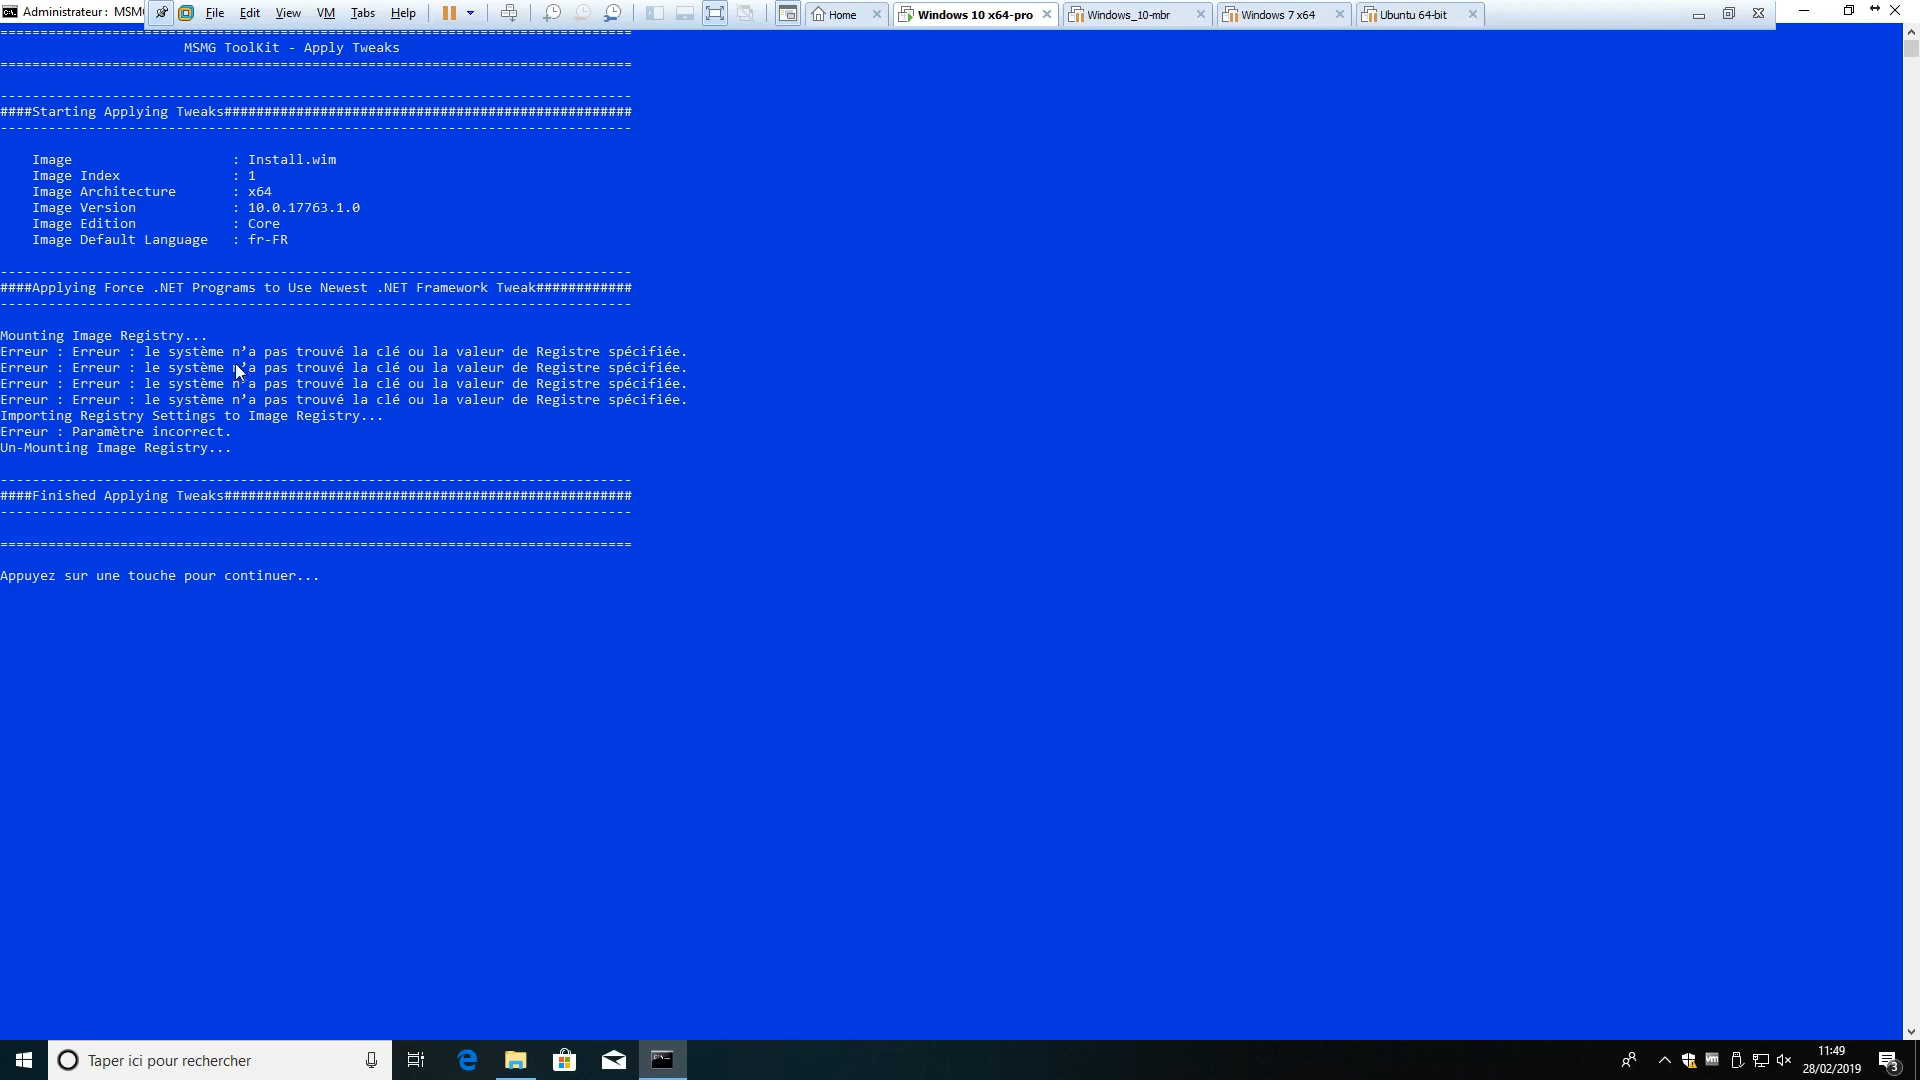 Administrateur: MSMG
File Edit View VM Tabs Help
Home
Windows 10 x64-pro
Windows_10-mbr
Windows 7 x64
Ubuntu 64-bit
===============================================================================
MSMG ToolKit - Apply Tweaks
===============================================================================
-------------------------------------------------------------------------------
####Starting Applying Tweaks###################################################
-------------------------------------------------------------------------------
Image : Install.wim
Image Index : 1
Image Architecture : x64
Image Version : 10.0.17763.1.0
Image Edition : Core
Image Default Language : fr-FR
-------------------------------------------------------------------------------
####Applying Force .NET Programs to Use Newest .NET Framework Tweak############
-------------------------------------------------------------------------------
Mounting Image Registry...
Erreur : Erreur : le système n’a pas trouvé la clé ou la valeur de Registre spécifiée.
Erreur : Erreur : le système n’a pas trouvé la clé ou la valeur de Registre spécifiée.
Erreur : Erreur : le système n’a pas trouvé la clé ou la valeur de Registre spécifiée.
Erreur : Erreur : le système n’a pas trouvé la clé ou la valeur de Registre spécifiée.
Importing Registry Settings to Image Registry...
Erreur : Paramètre incorrect.
Un-Mounting Image Registry...
-------------------------------------------------------------------------------
####Finished Applying Tweaks###################################################
-------------------------------------------------------------------------------
===============================================================================
Appuyez sur une touche pour continuer...
Taper ici pour rechercher
11:49
28/02/2019
3